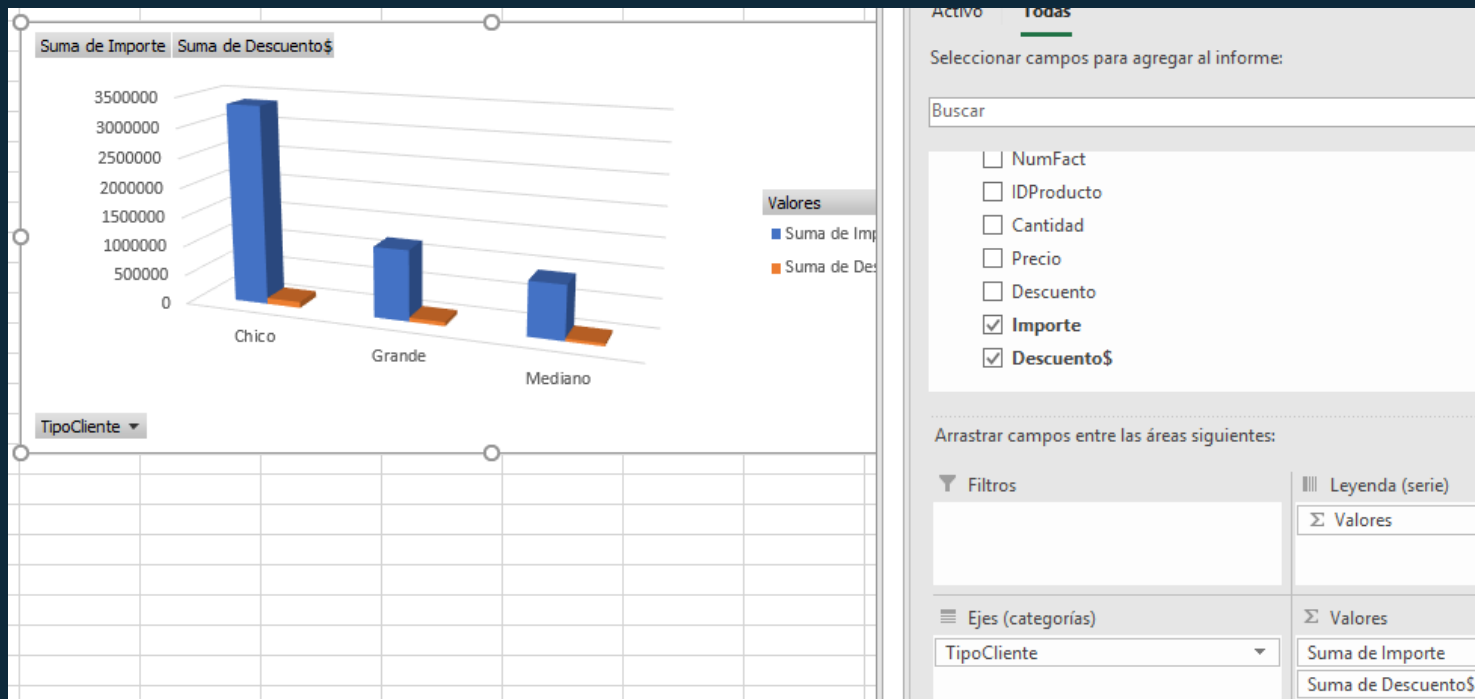 Suma de Importe Suma de Descuento$
3500000
3000000
2500000
2000000
1500000
1000000
500000
0
Chico
Grande
Mediano
Valores
Suma de Imp
Suma de Des
TipoCliente
Activo Todas
Seleccionar campos para agregar al informe:
Buscar
NumFact
IDProducto
Cantidad
Precio
Descuento
Importe
Descuento$
Arrastrar campos entre las áreas siguientes:
Filtros
Leyenda (serie)
Σ Valores
Ejes (categorías)
Σ Valores
TipoCliente
Suma de Importe
Suma de Descuento$